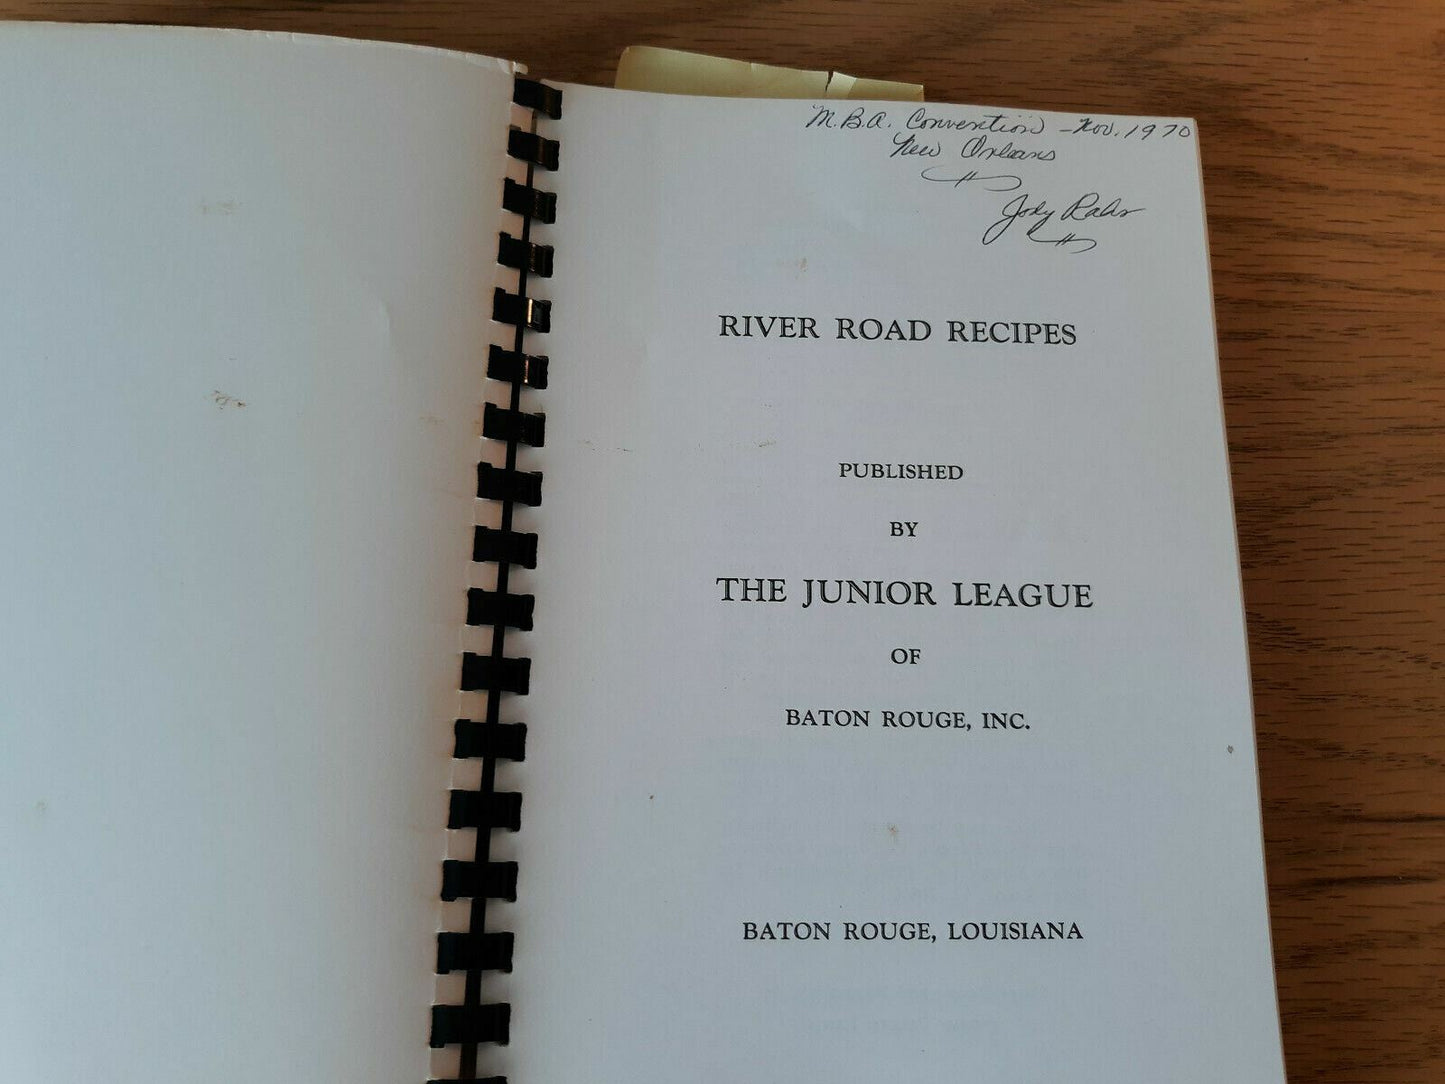 M.B.A. Convention - Nov. 1970
New Orleans
Jody
RIVER ROAD RECIPES
PUBLISHED
BY
THE JUNIOR LEAGUE
OF
BATON ROUGE, INC.
BATON ROUGE, LOUISIANA